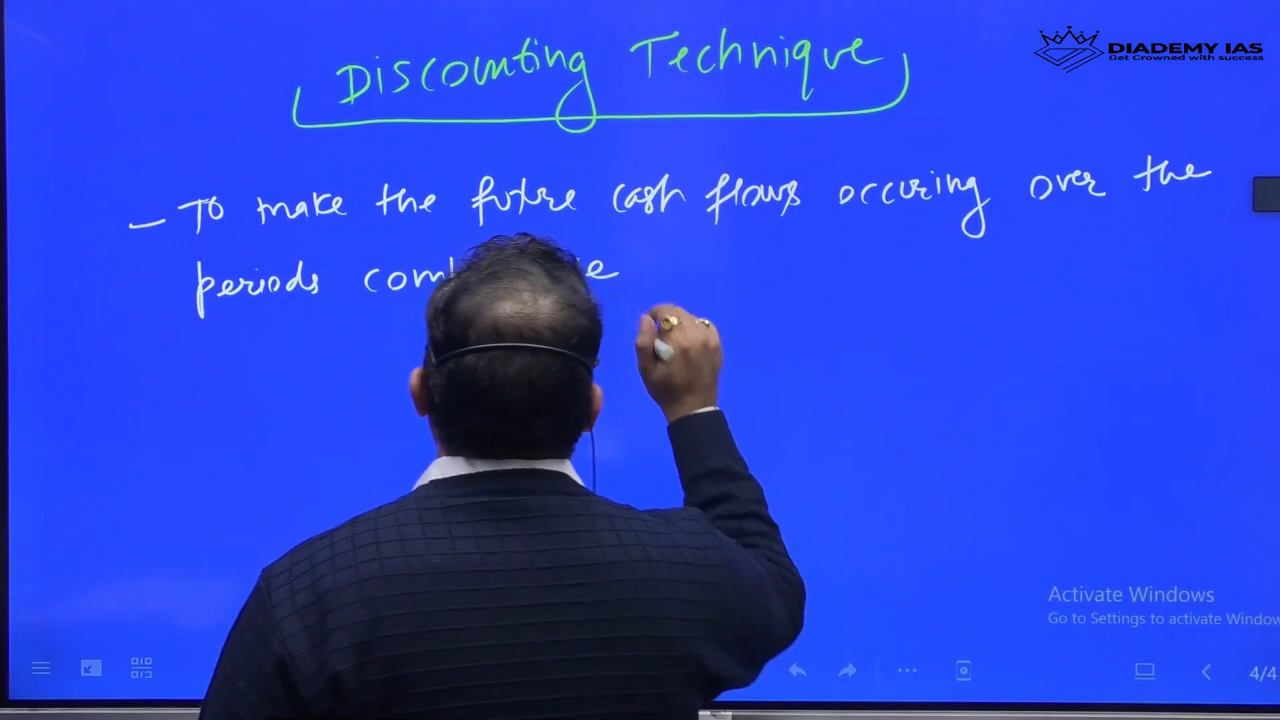 Discounting Technique
DIADEMY IAS
Get Crowned with success
- To make the future cash flows occuring over the
periods
Activate Windows
Go to Settings to activate Window
4/4